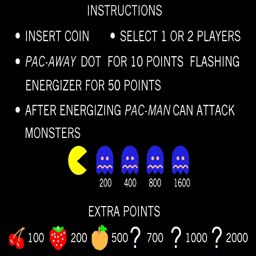 INSTRUCTIONS
• INSERT COIN • SELECT 1 OR 2 PLAYERS
• PAC-AWAY DOT FOR 10 POINTS FLASHING
ENERGIZER FOR 50 POINTS
• AFTER ENERGIZING PAC-MAN CAN ATTACK
MONSTERS
200 400 800 1600
EXTRA POINTS
100 200 500 ? 700 ? 1000 ? 2000